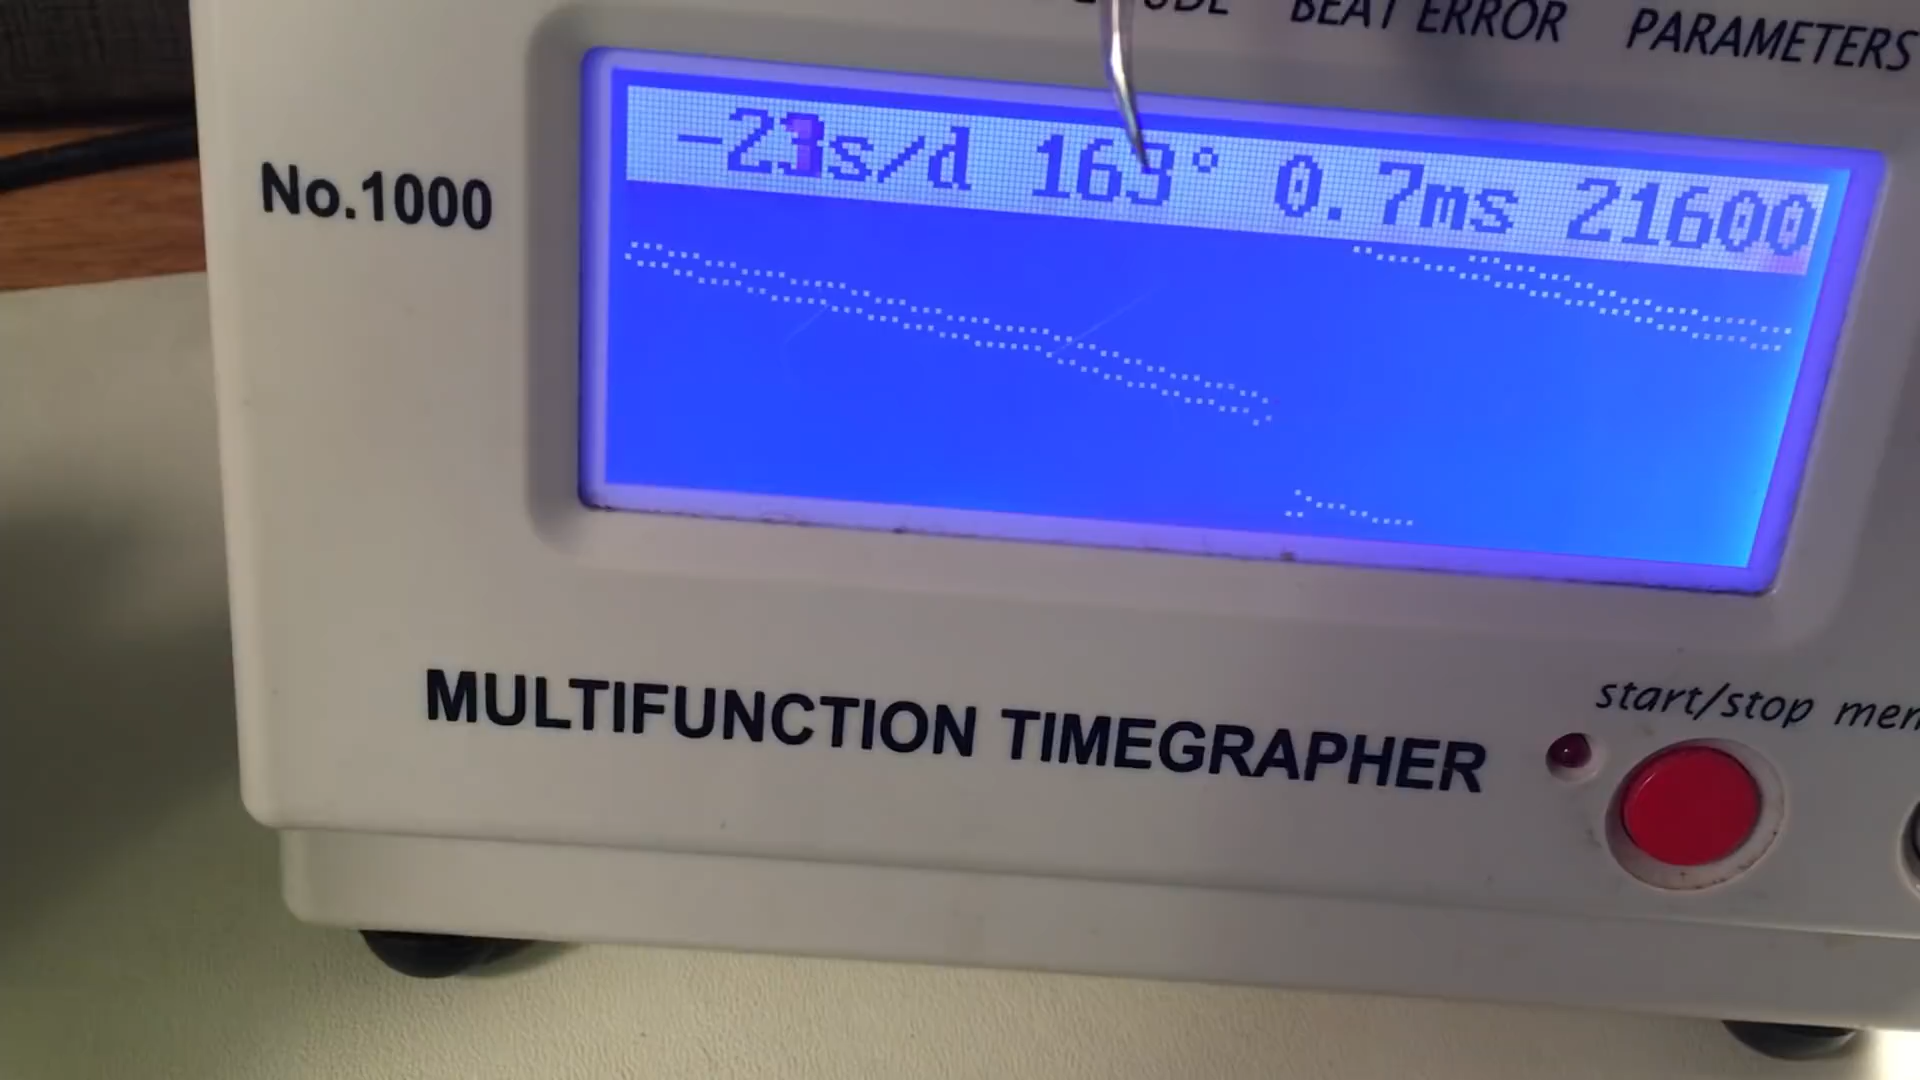 BEAT ERROR PARAMETERS
-23s/d 163° 0.7ms 21600
No.1000
MULTIFUNCTION TIMEGRAPHER
start/stop